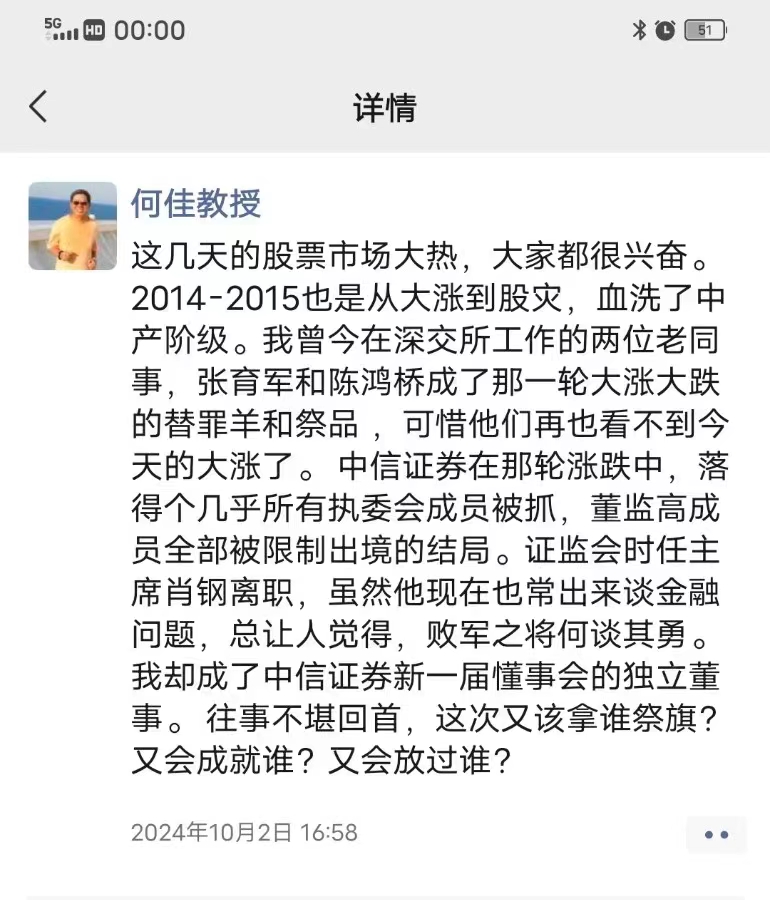 5G HD 00:00 51
详情
何佳教授
这几天的股票市场大热，大家都很兴奋。
2014-2015也是从大涨到股灾，血洗了中
产阶级。我曾今在深交所工作的两位老同
事，张育军和陈鸿桥成了那一轮大涨大跌
的替罪羊和祭品 ，可惜他们再也看不到今
天的大涨了。 中信证券在那轮涨跌中，落
得个几乎所有执委会成员被抓，董监高成
员全部被限制出境的结局。证监会时任主
席肖钢离职，虽然他现在也常出来谈金融
问题，总让人觉得，败军之将何谈其勇。
我却成了中信证券新一届懂事会的独立董
事。 往事不堪回首，这次又该拿谁祭旗？
又会成就谁？又会放过谁？
2024年10月2日 16:58